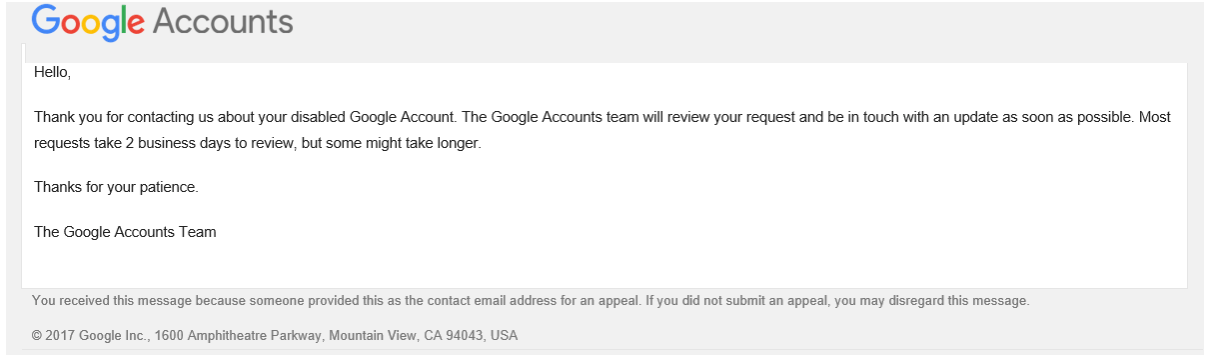 Google Accounts
Hello,
Thank you for contacting us about your disabled Google Account. The Google Accounts team will review your request and be in touch with an update as soon as possible. Most
requests take 2 business days to review, but some might take longer.
Thanks for your patience.
The Google Accounts Team
You received this message because someone provided this as the contact email address for an appeal. If you did not submit an appeal, you may disregard this message.
© 2017 Google Inc., 1600 Amphitheatre Parkway, Mountain View, CA 94043, USA